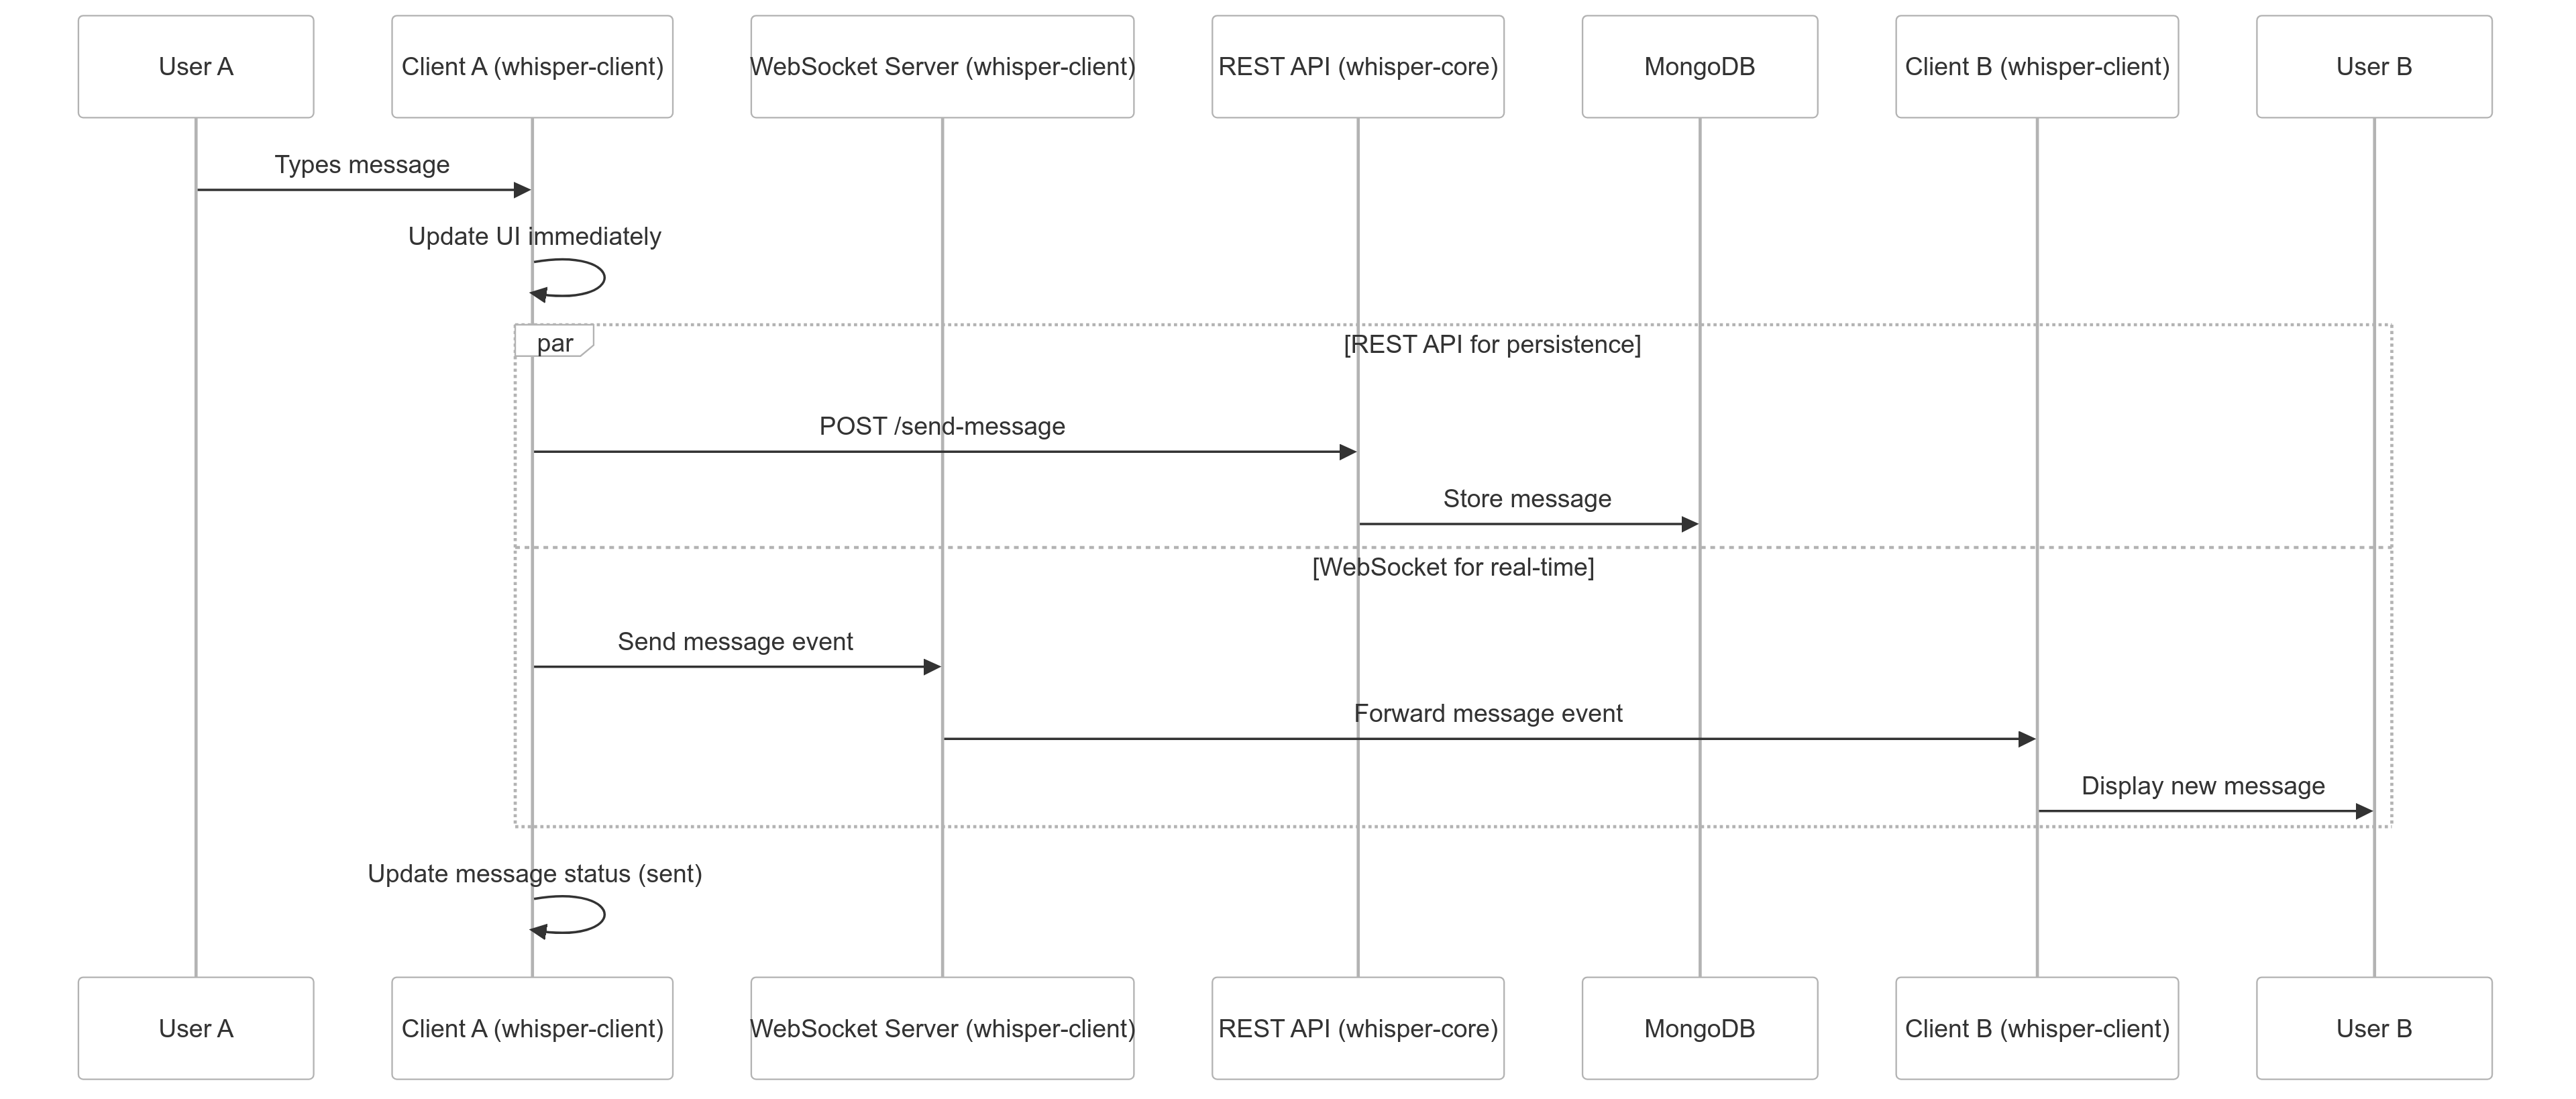 User A
Client A (whisper-client)
WebSocket Server (whisper-client)
REST API (whisper-core)
MongoDB
Client B (whisper-client)
User B
Types message
Update UI immediately
par
[REST API for persistence]
POST /send-message
Store message
[WebSocket for real-time]
Send message event
Forward message event
Display new message
Update message status (sent)
User A
Client A (whisper-client)
WebSocket Server (whisper-client)
REST API (whisper-core)
MongoDB
Client B (whisper-client)
User B